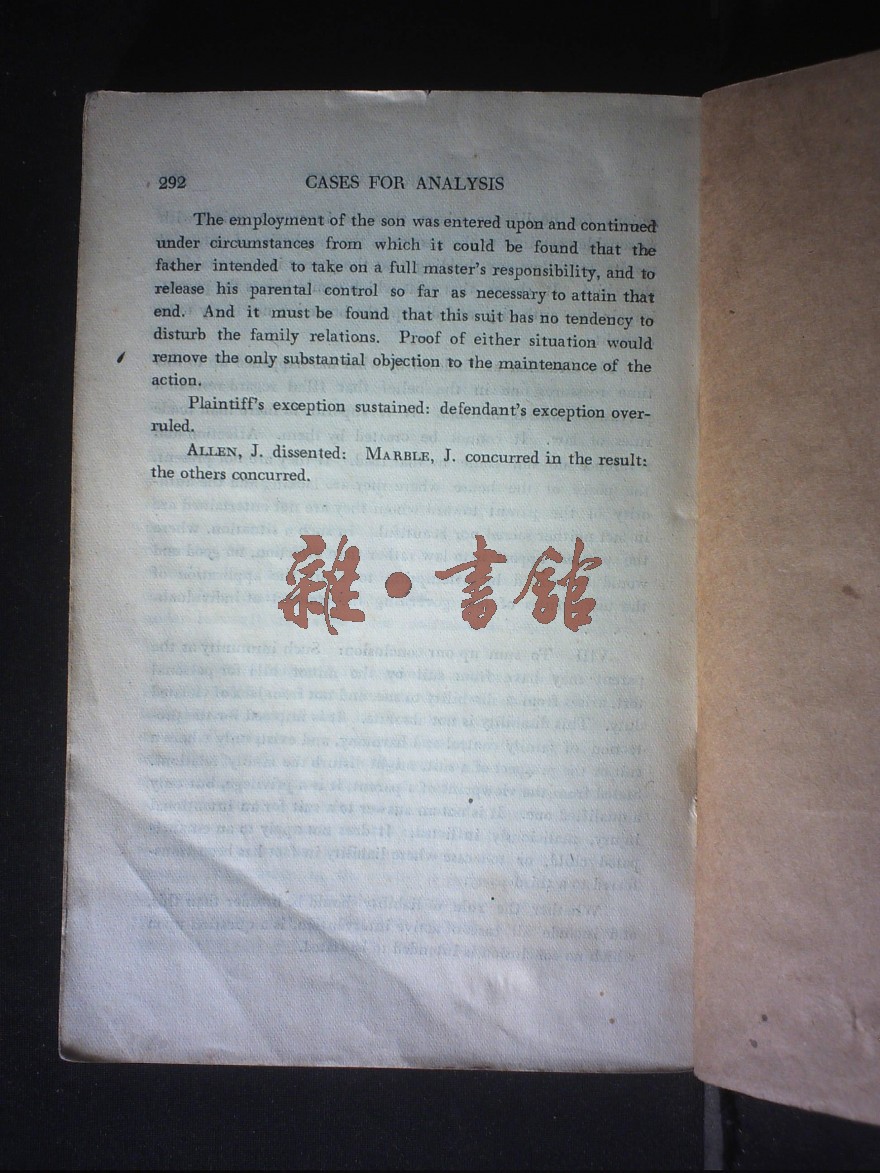 292 CASES FOR ANALYSIS
The employment of the son was entered upon and continued
under circumstances from which it could be found that the
father intended to take on a full master's responsibility, and to
release his parental control so far as necessary to attain that
end. And it must be found that this suit has no tendency to
disturb the family relations. Proof of either situation would
remove the only substantial objection to the maintenance of the
action.
Plaintiff's exception sustained: defendant's exception over-
ruled.
ALLEN, J. dissented: MARBLE, J. concurred in the result:
the others concurred.
雜•書館